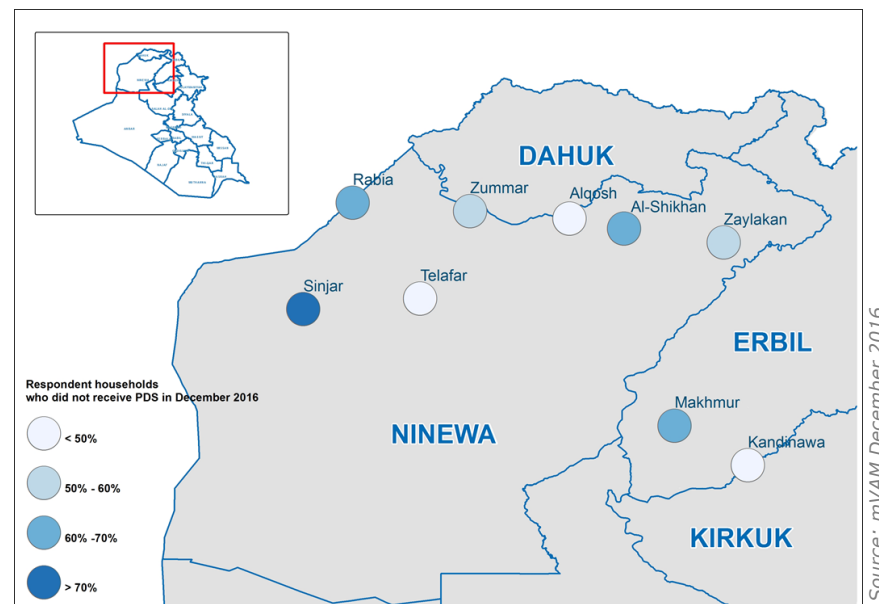 DAHUK
Rabia
Zummar
Alqosh
Al-Shikhan
Zaylakan
Sinjar
Telafar
ERBIL
Respondent households
who did not receive PDS in December 2016
Makhmur
NINEWA
Kandinawa
< 50%
50% - 60%
60% -70%
KIRKUK
> 70%
Source: mVAM December 2016